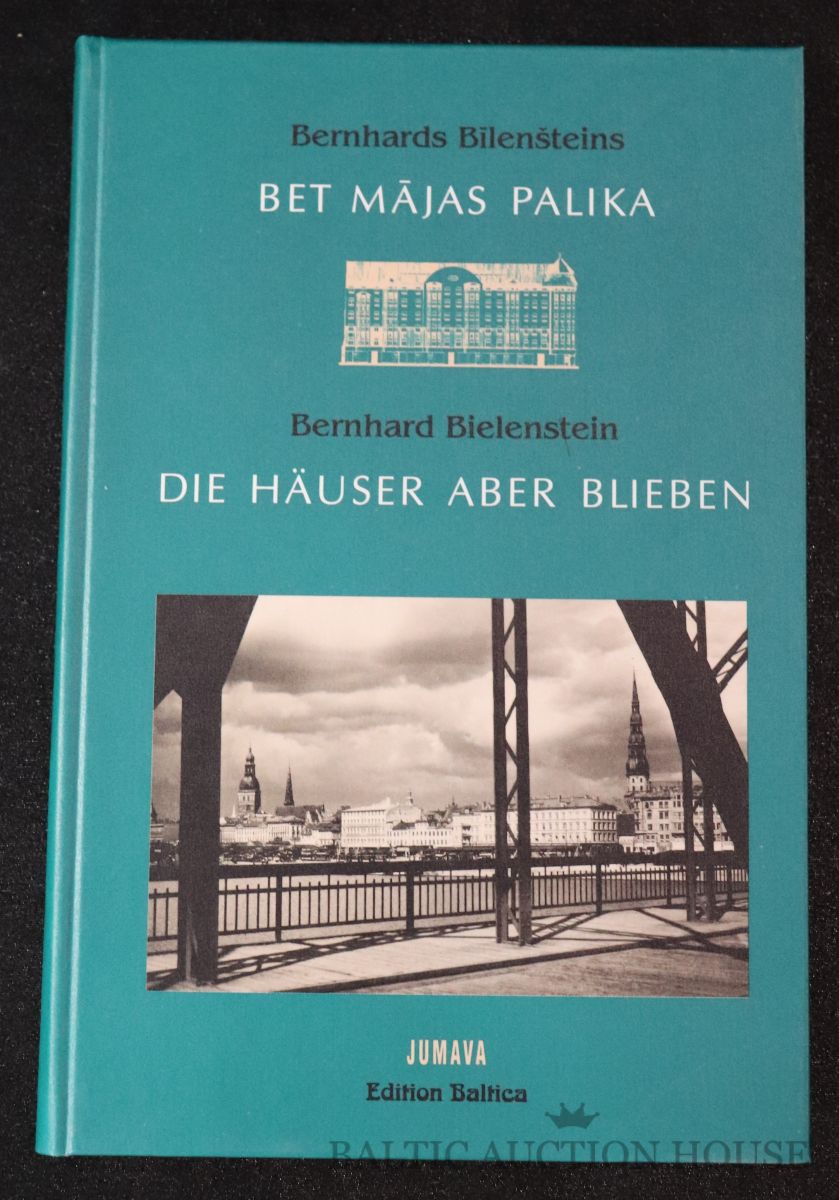 Bernhards Bīlenšteins
BET MĀJAS PALIKA
Bernhard Bielenstein
DIE HÄUSER ABER BLIEBEN
JUMAVA
Edition Baltica
BALTIC AUCTION HOUSE